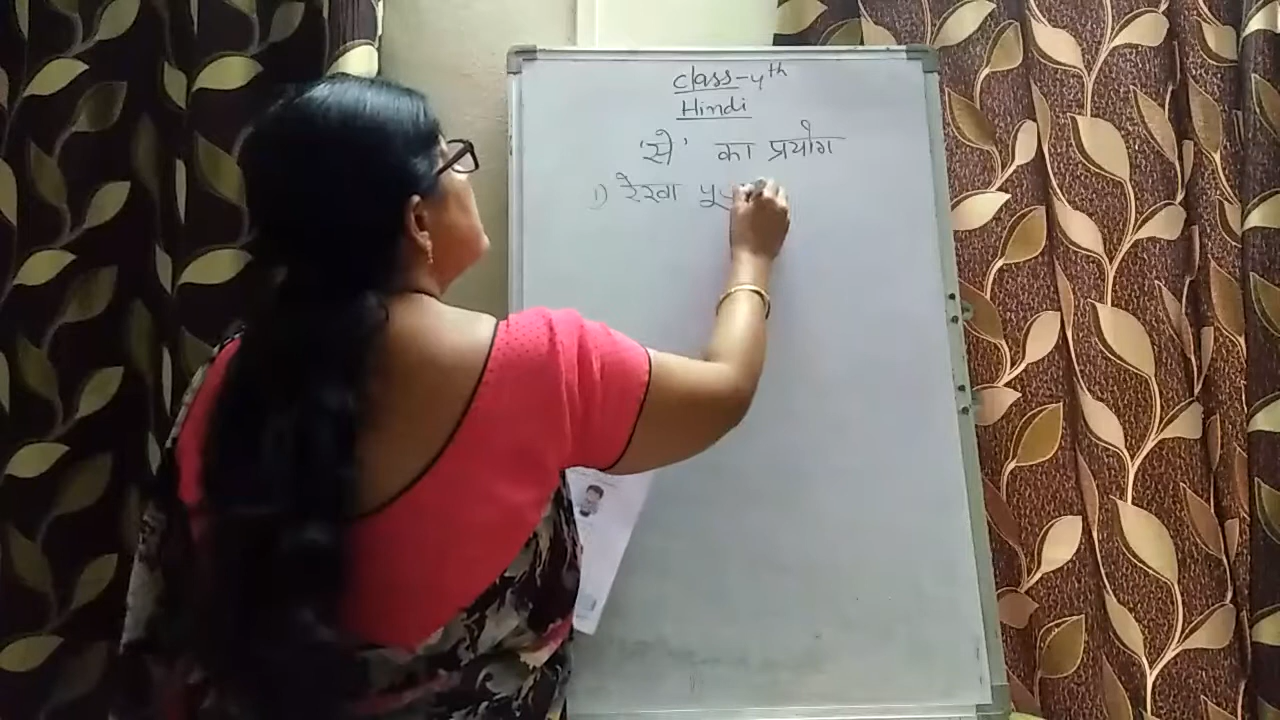 Class-4th
Hindi
'से' का प्रयोग
1) रेखा